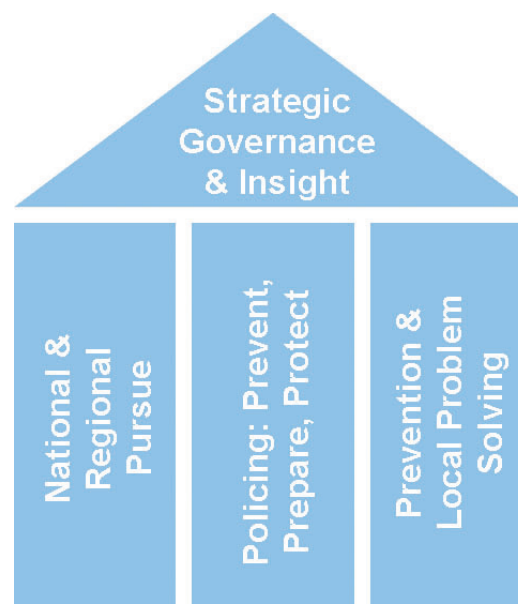 Strategic
Governance
& Insight
National &
Regional
Pursue
Policing: Prevent,
Prepare, Protect
Prevention &
Local Problem
Solving